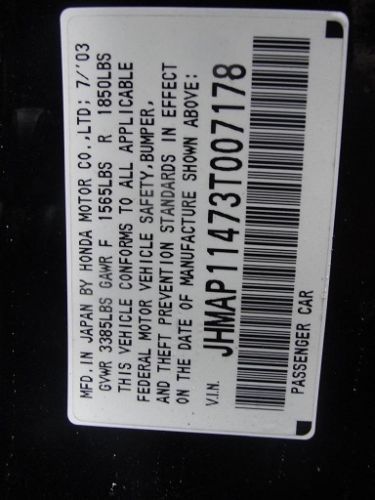 MFD. IN JAPAN BY HONDA MOTOR CO., LTD; 7/'03
GVWR 3385LBS GAWR F 1565LBS R 1850LBS
THIS VEHICLE CONFORMS TO ALL APPLICABLE
FEDERAL MOTOR VEHICLE SAFETY, BUMPER,
AND THEFT PREVENTION STANDARDS IN EFFECT
ON THE DATE OF MANUFACTURE SHOWN ABOVE:
V.I.N. JHMAP11473T007178
PASSENGER CAR